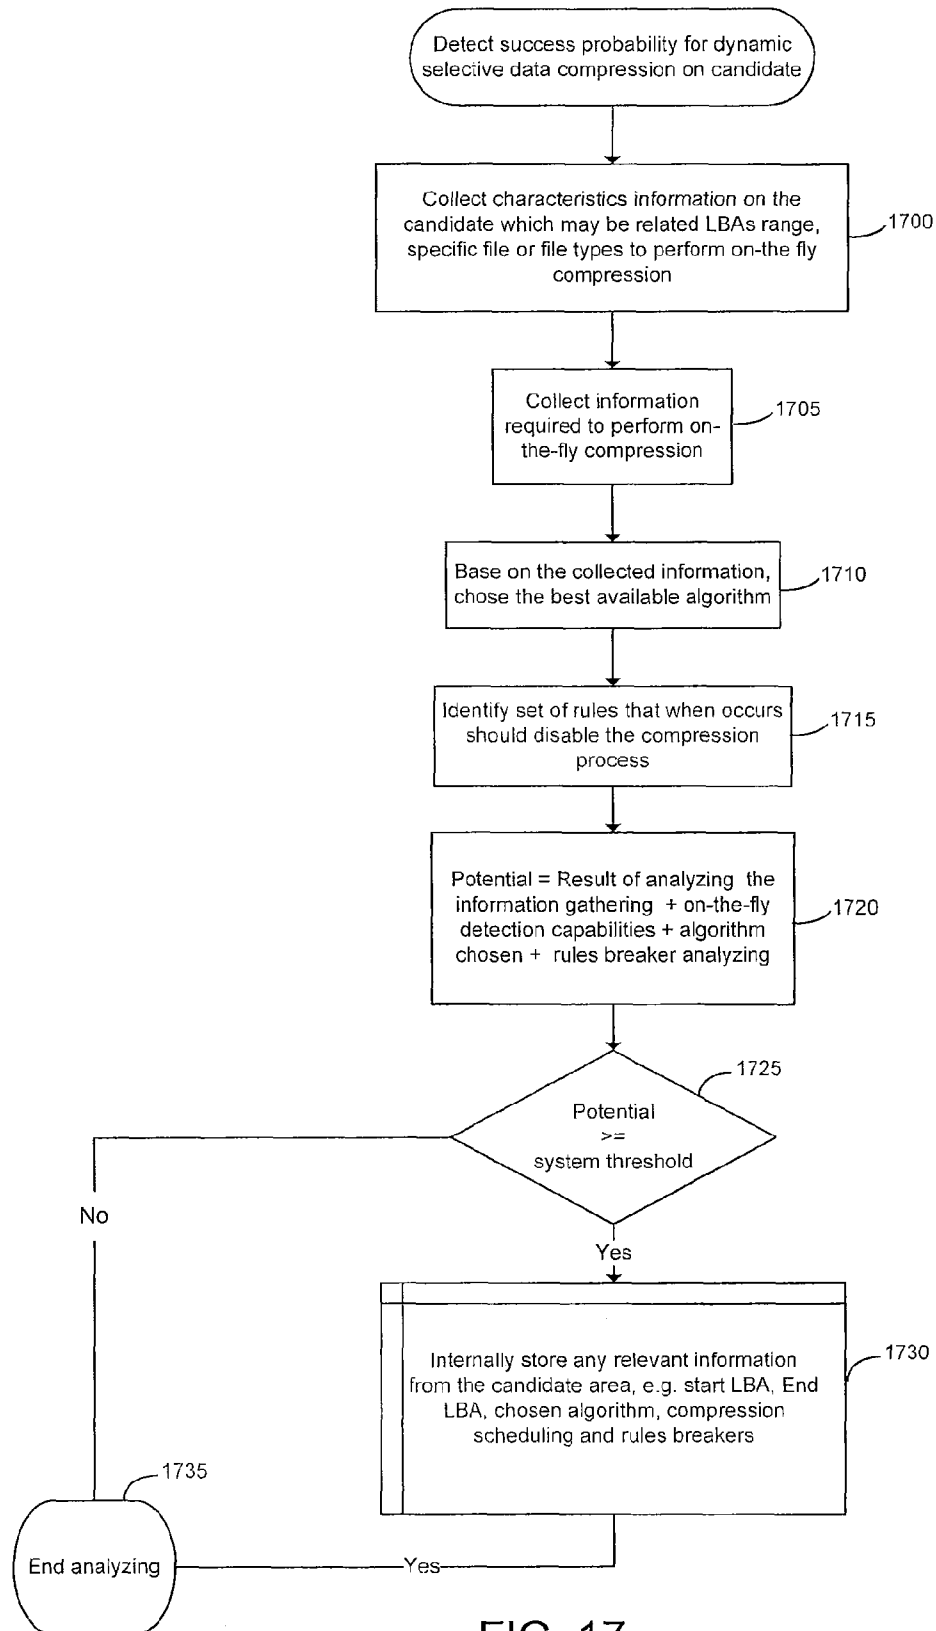 Detect success probability for dynamic
selective data compression on candidate
Collect characteristics information on the
candidate which may be related LBAs range,
specific file or file types to perform on-the fly
compression
1700
Collect information
required to perform on-
the-fly compression
1705
Base on the collected information,
chose the best available algorithm
1710
Identify set of rules that when occurs
should disable the compression
process
1715
Potential = Result of analyzing the
information gathering + on-the-fly
detection capabilities + algorithm
chosen + rules breaker analyzing
1720
1725
Potential
>=
system threshold
No
Yes
Internally store any relevant information
from the candidate area, e.g. start LBA, End
LBA, chosen algorithm, compression
scheduling and rules breakers
1730
1735
End analyzing
Yes
FIG. 17